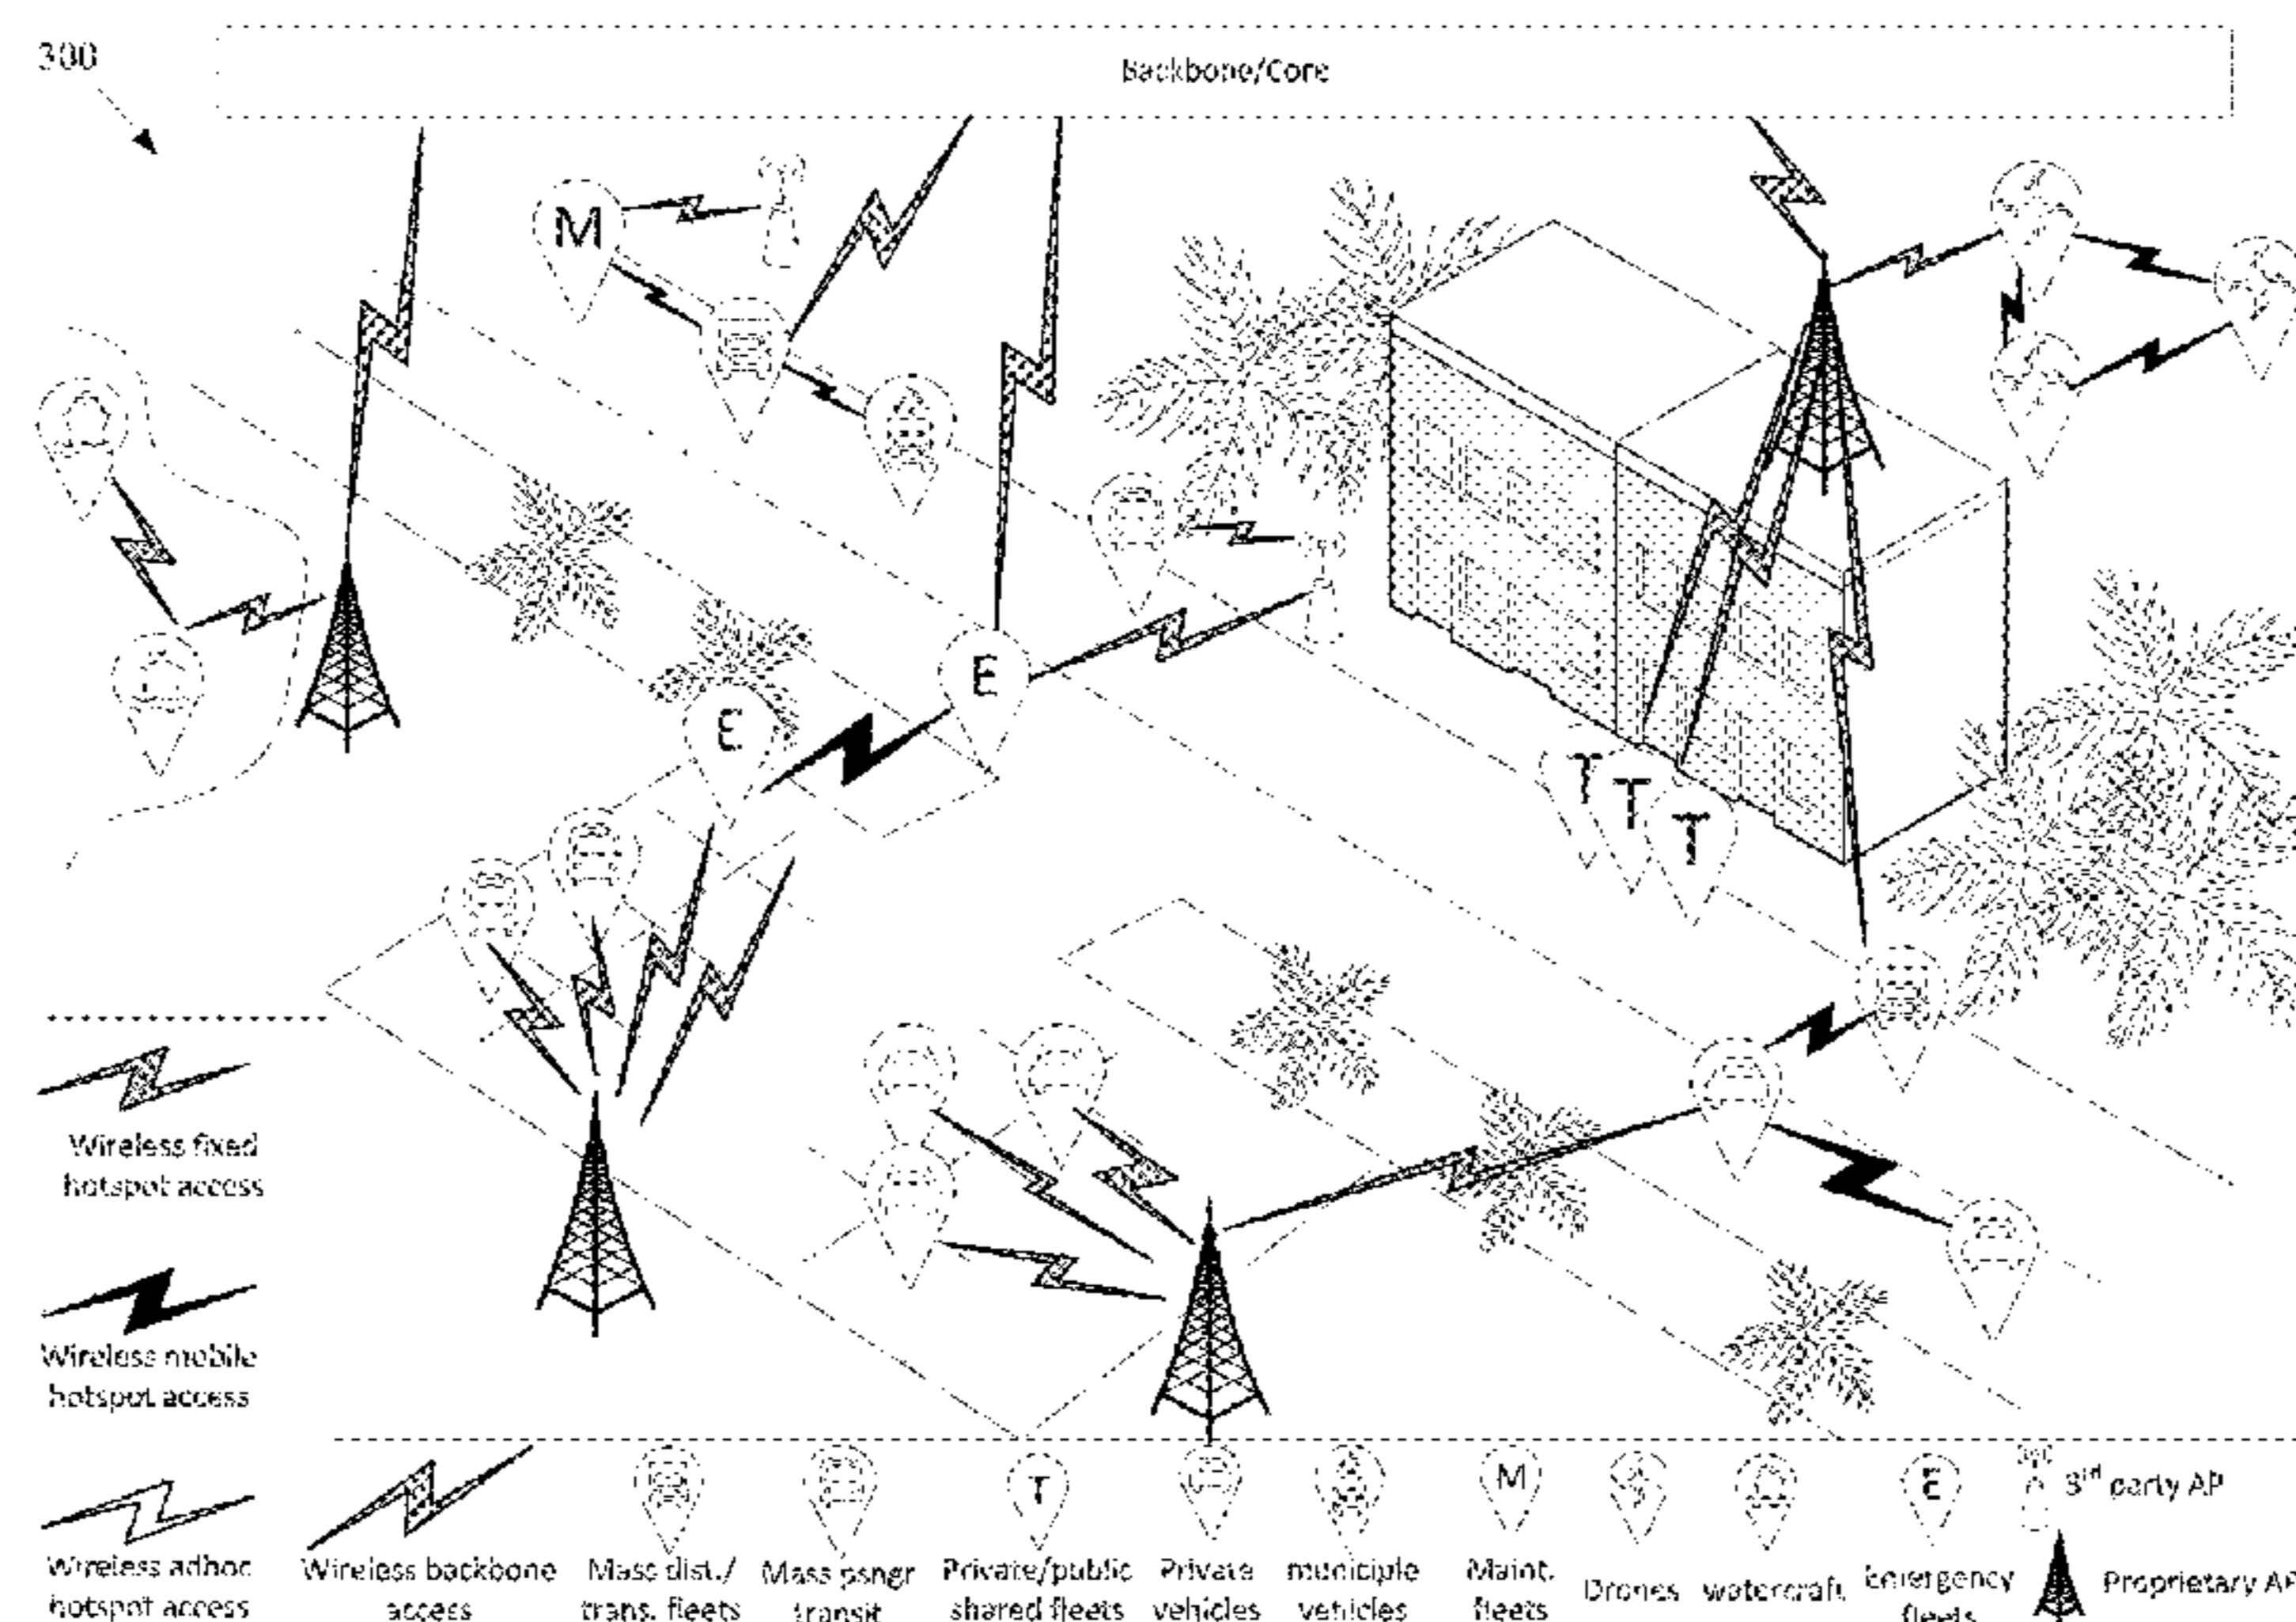 300
Backbone/Core
M
E
E
T
T
T
Wireless fixed
hotspot access
Wireless mobile
hotspot access
Wireless adhoc
hotspot access
Wireless backbone
access
Mass dist./
trans. fleets
Mass psngr
transit
T
Private/public
shared fleets
Private
vehicles
municiple
vehicles
M
Maint.
fleets
Drones
watercraft
E
Emergency
fleets
3rd party AP
Proprietary AP